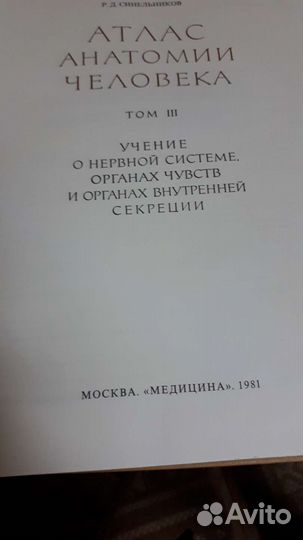 Р. Д. СИНЕЛЬНИКОВ
АТЛАС
АНАТОМИИ
ЧЕЛОВЕКА
ТОМ III
УЧЕНИЕ
О НЕРВНОЙ СИСТЕМЕ,
ОРГАНАХ ЧУВСТВ
И ОРГАНАХ ВНУТРЕННЕЙ
СЕКРЕЦИИ
МОСКВА. «МЕДИЦИНА». 1981
Avito